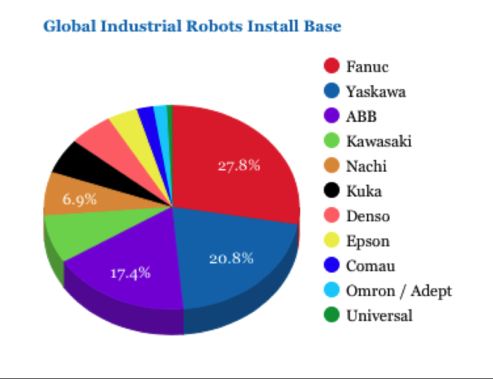 Global Industrial Robots Install Base
Fanuc
Yaskawa
ABB
Kawasaki
Nachi
Kuka
Denso
Epson
Comau
Omron / Adept
Universal
27.8%
6.9%
20.8%
17.4%